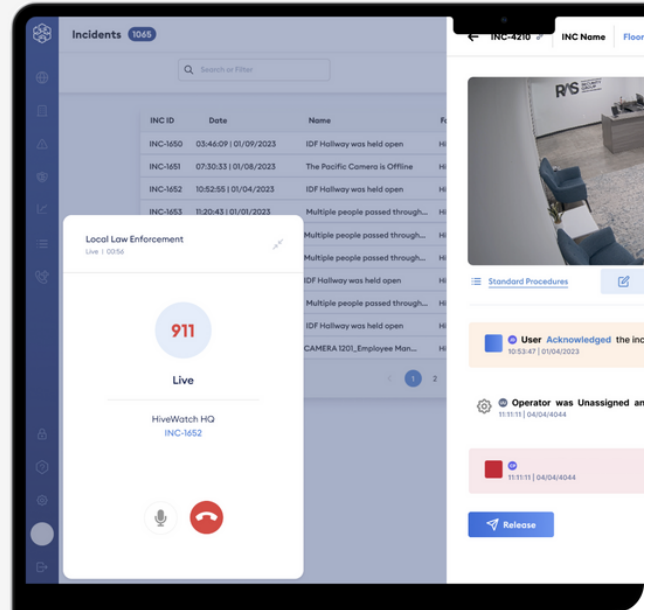 Incidents 1065
Search or Filter
INC ID Date Name
INC-1650 03:46:09 | 01/09/2023 IDF Hallway was held open
INC-1651 07:30:33 | 01/08/2023 The Pacific Camera is Offline
INC-1652 10:52:55 | 01/04/2023 IDF Hallway was held open
INC-1653 11:20:43 | 01/01/2023 Multiple people passed through...
Multiple people passed through...
Multiple people passed through...
IDF Hallway was held open
Multiple people passed through...
IDF Hallway was held open
CAMERA 1201_Employee Man...
1 2
Local Law Enforcement
Live | 00:56
911
Live
HiveWatch HQ
INC-1652
INC-4210 INC Name Floor
RAS
SECURITY
GROUP
Standard Procedures
User Acknowledged the inc
10:53:47 | 01/04/2023
Operator was Unassigned an
11:11:11 | 04/04/4044
11:11:11 | 04/04/4044
Release